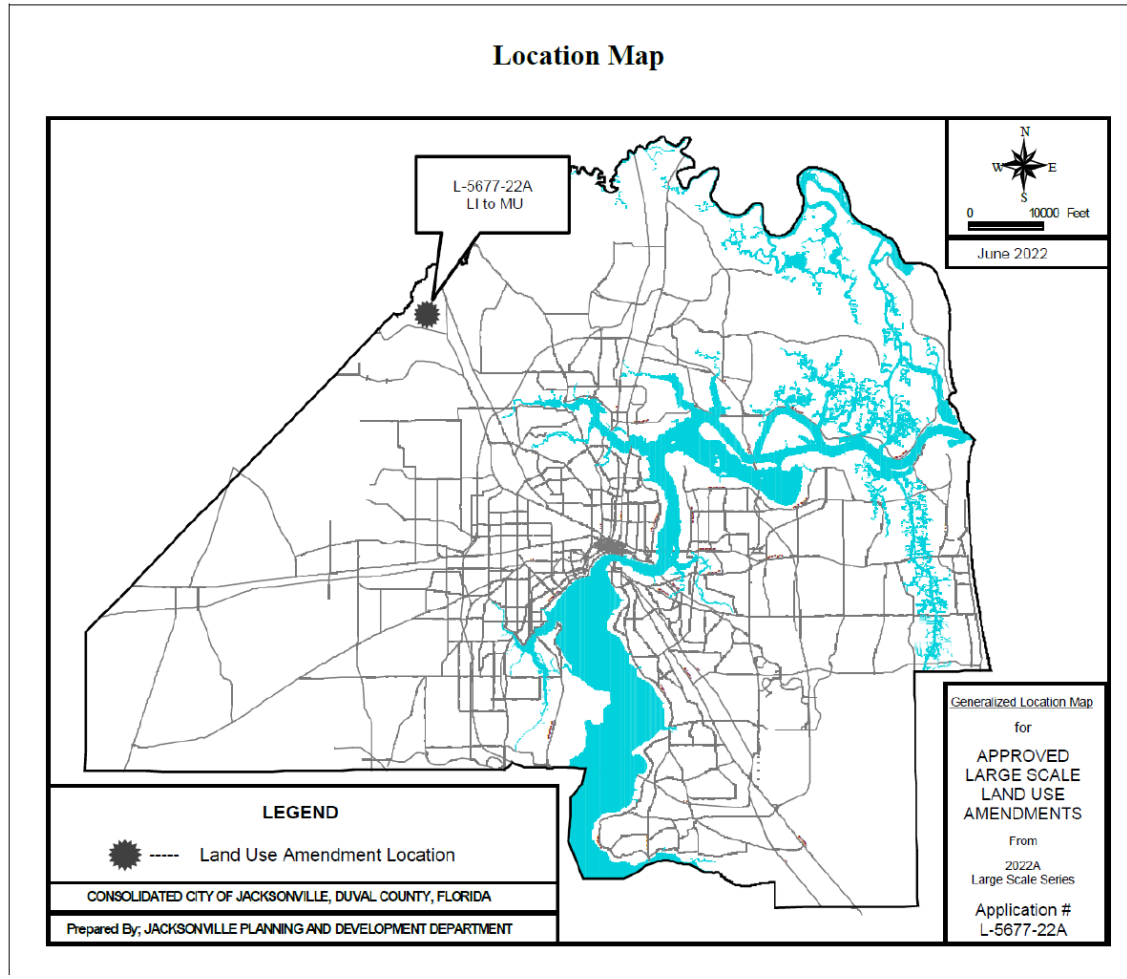 Location Map
L-5677-22A
LI to MU
N
W E
S
0 10000 Feet
June 2022
Generalized Location Map
for
APPROVED
LARGE SCALE
LAND USE
AMENDMENTS
From
2022A
Large Scale Series
Application #
L-5677-22A
LEGEND
----- Land Use Amendment Location
CONSOLIDATED CITY OF JACKSONVILLE, DUVAL COUNTY, FLORIDA
Prepared By; JACKSONVILLE PLANNING AND DEVELOPMENT DEPARTMENT